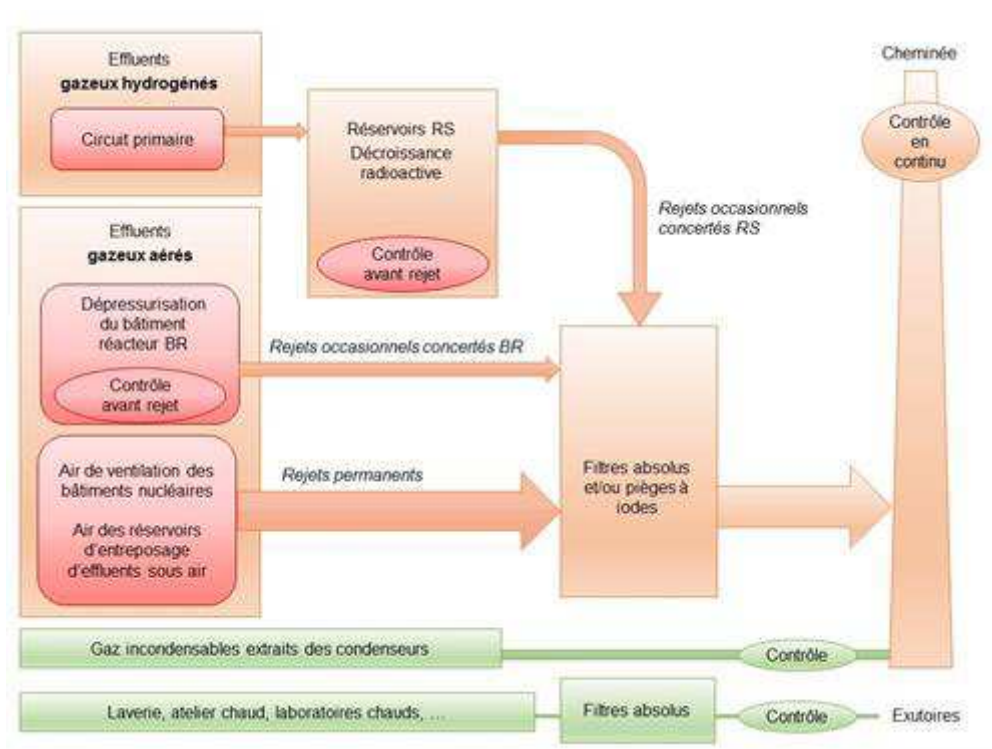 Effluents
gazeux hydrogénés
Circuit primaire
Réservoirs RS
Décroissance
radioactive
Contrôle
avant rejet
Rejets occasionnels
concertés RS
Cheminée
Contrôle
en
continu
Effluents
gazeux aérés
Dépressurisation
du bâtiment
réacteur BR
Contrôle
avant rejet
Rejets occasionnels concertés BR
Air de ventilation des
bâtiments nucléaires
Air des réservoirs
d'entreposage
d'effluents sous air
Rejets permanents
Filtres absolus
et/ou pièges à
iodes
Gaz incondensables extraits des condenseurs
Contrôle
Laverie, atelier chaud, laboratoires chauds, ...
Filtres absolus
Contrôle
Exutoires